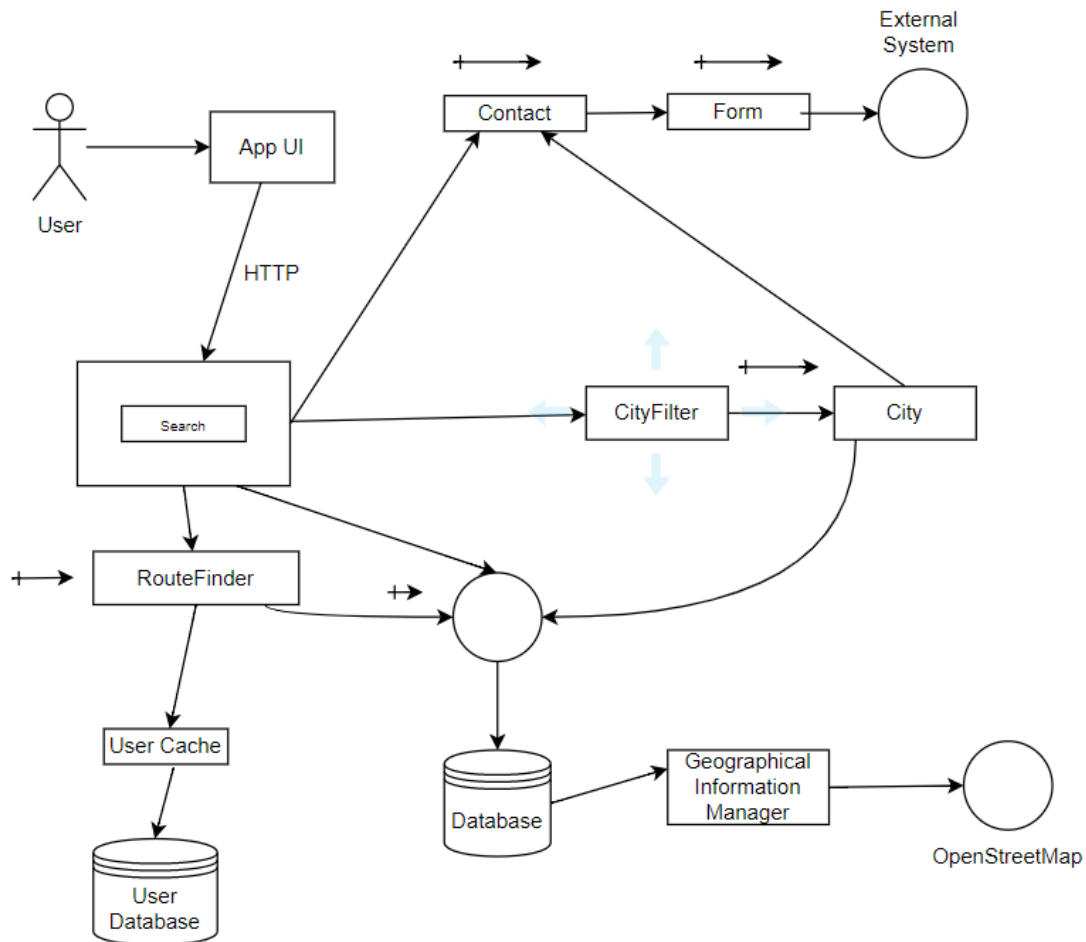 External
System
Contact
Form
App UI
User
HTTP
CityFilter
City
Search
RouteFinder
User Cache
Geographical
Information
Manager
Database
OpenStreetMap
User
Database